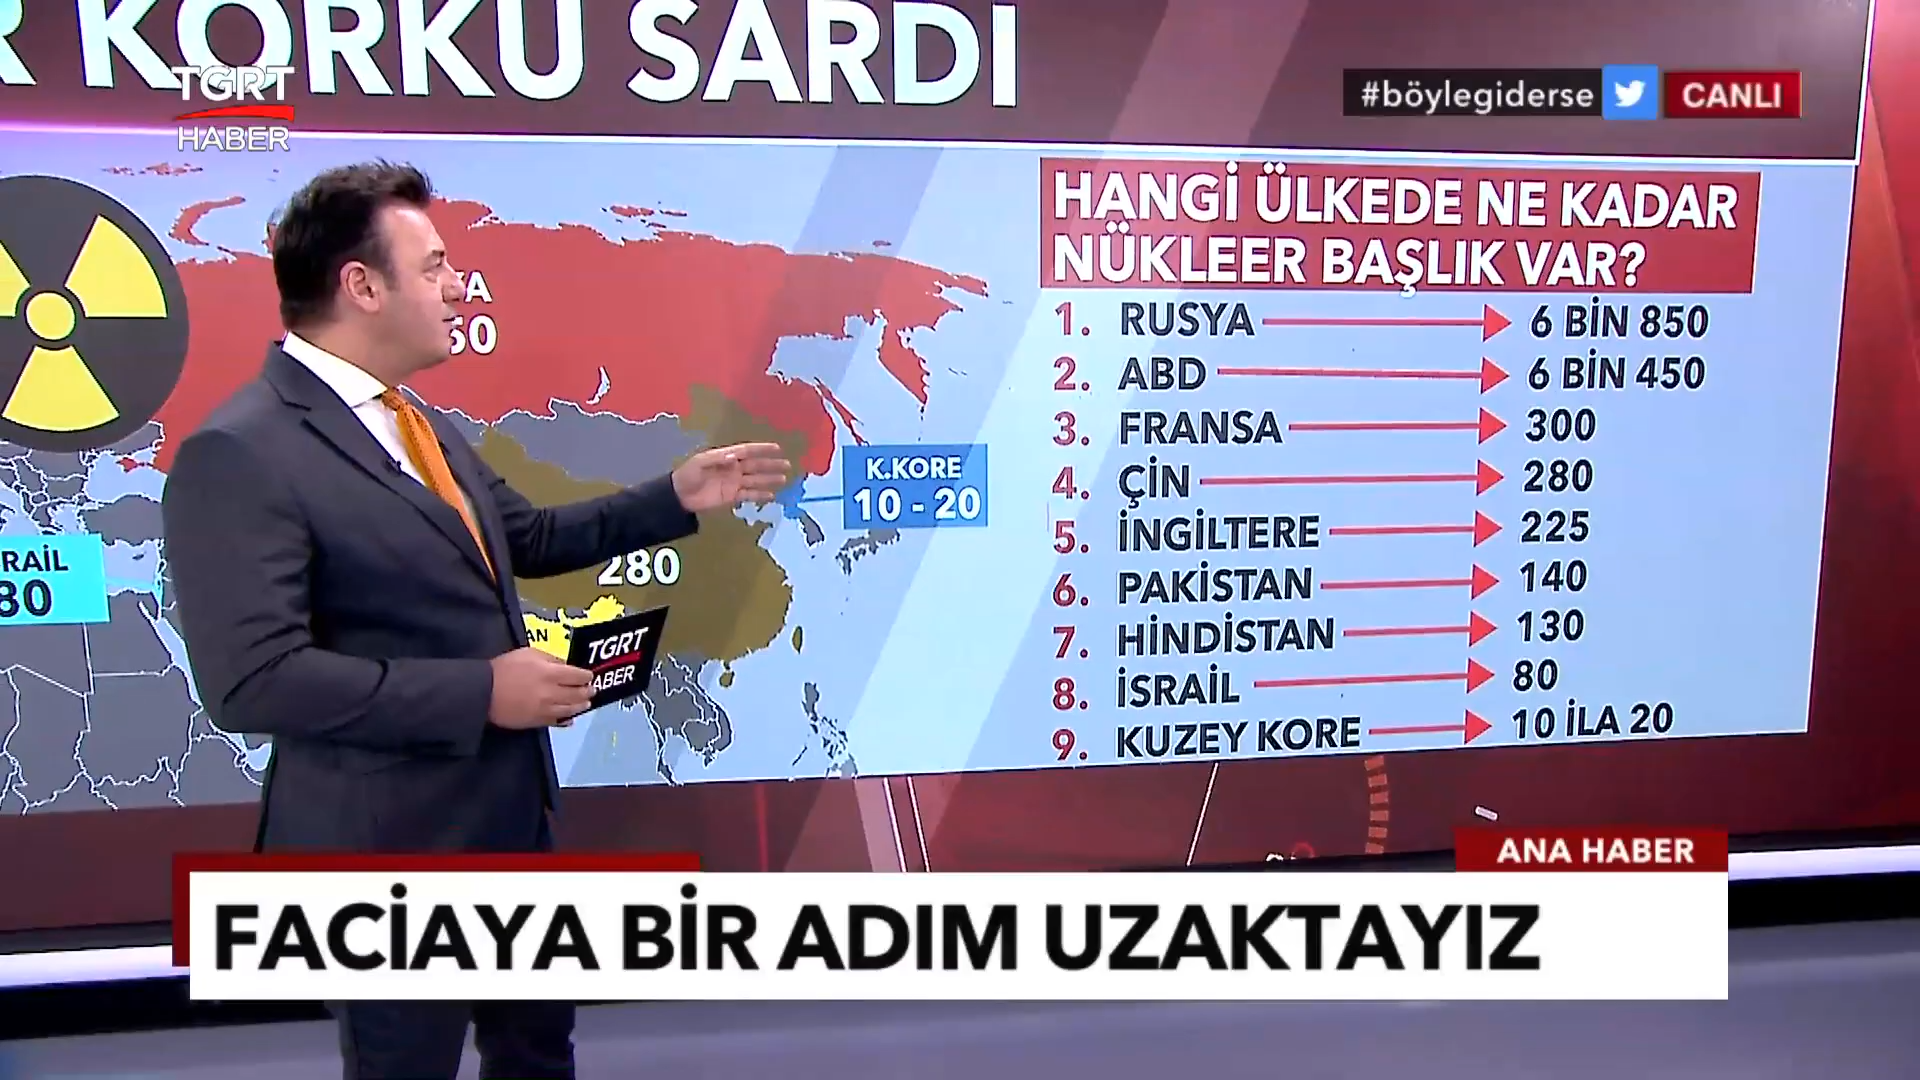 KORKU SARDI
TGRT
HABER
#böylegiderse
CANLI
HANGİ ÜLKEDE NE KADAR
NÜKLEER BAŞLIK VAR?
1. RUSYA 6 BİN 850
2. ABD 6 BİN 450
3. FRANSA 300
4. ÇİN 280
5. İNGİLTERE 225
6. PAKİSTAN 140
7. HİNDİSTAN 130
8. İSRAİL 80
9. KUZEY KORE 10 İLA 20
K.KORE
10 - 20
280
TGRT
ANA HABER
FACİAYA BİR ADIM UZAKTAYIZ